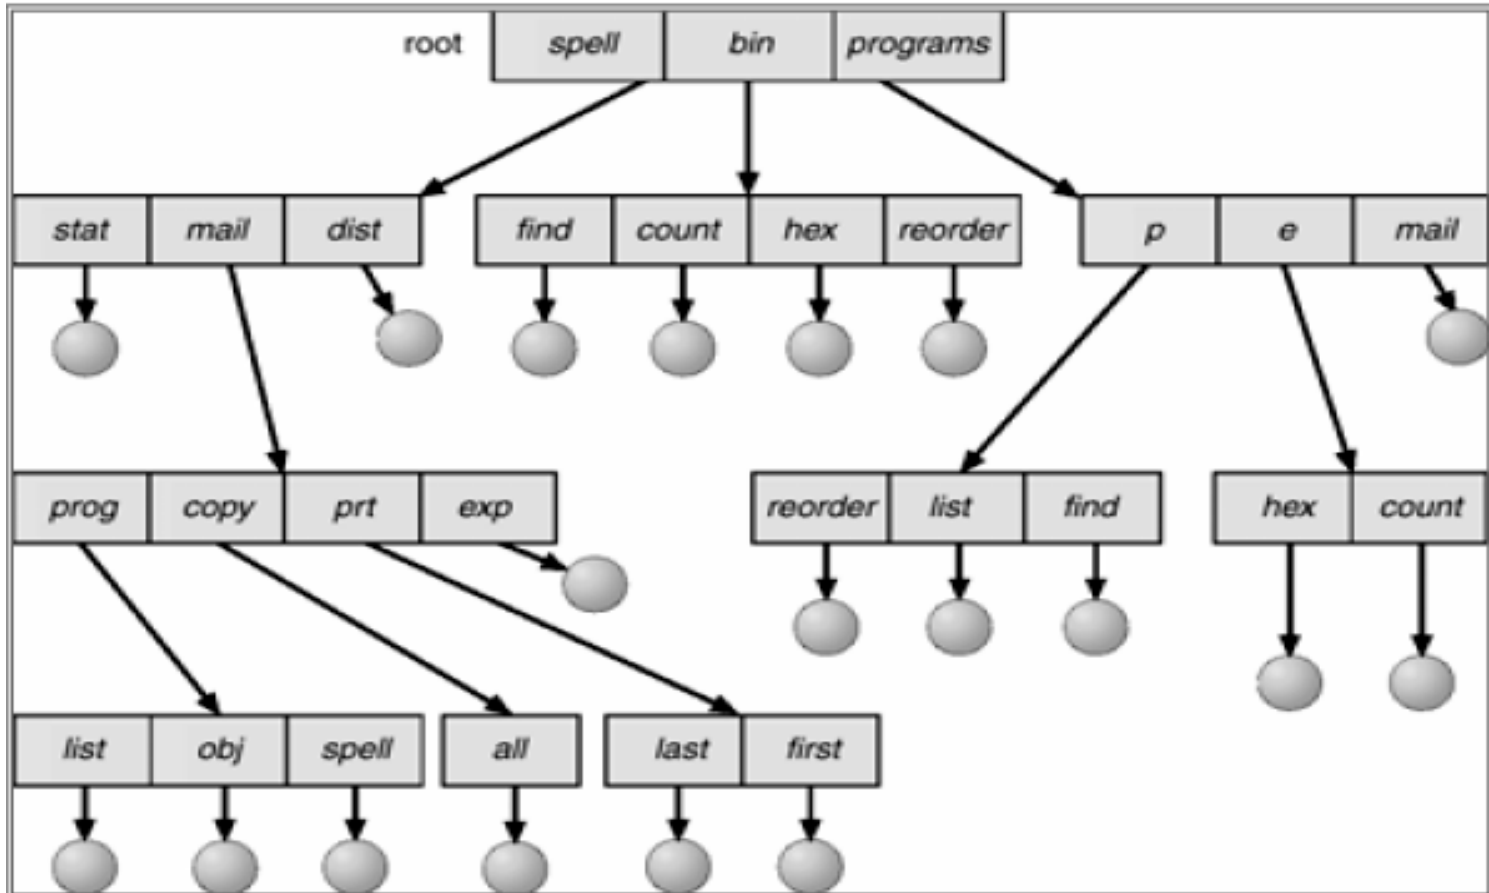 root spell bin programs
stat mail dist find count hex reorder p e mail
prog copy prt exp reorder list find hex count
list obj spell all last first